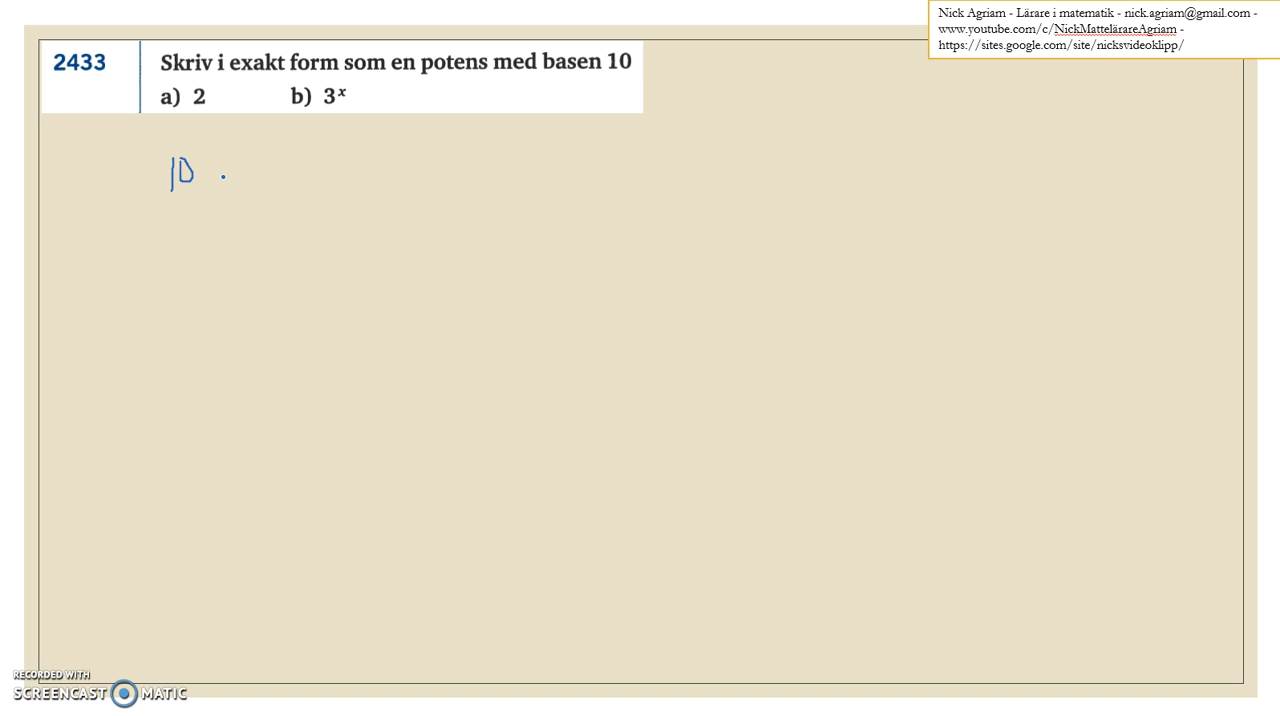 Nick Agriam - Lärare i matematik - nick.agriam@gmail.com -
www.youtube.com/c/NickMattelärareAgriam -
https://sites.google.com/site/nicksvideoklipp/
2433 Skriv i exakt form som en potens med basen 10
a) 2 b) 3ˣ
10
RECORDED WITH
SCREENCAST MATIC